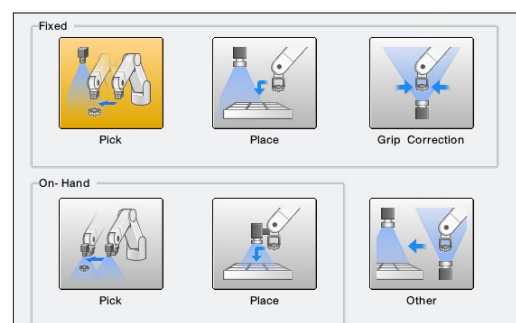 Fixed
Pick
Place
Grip Correction
On-Hand
Pick
Place
Other